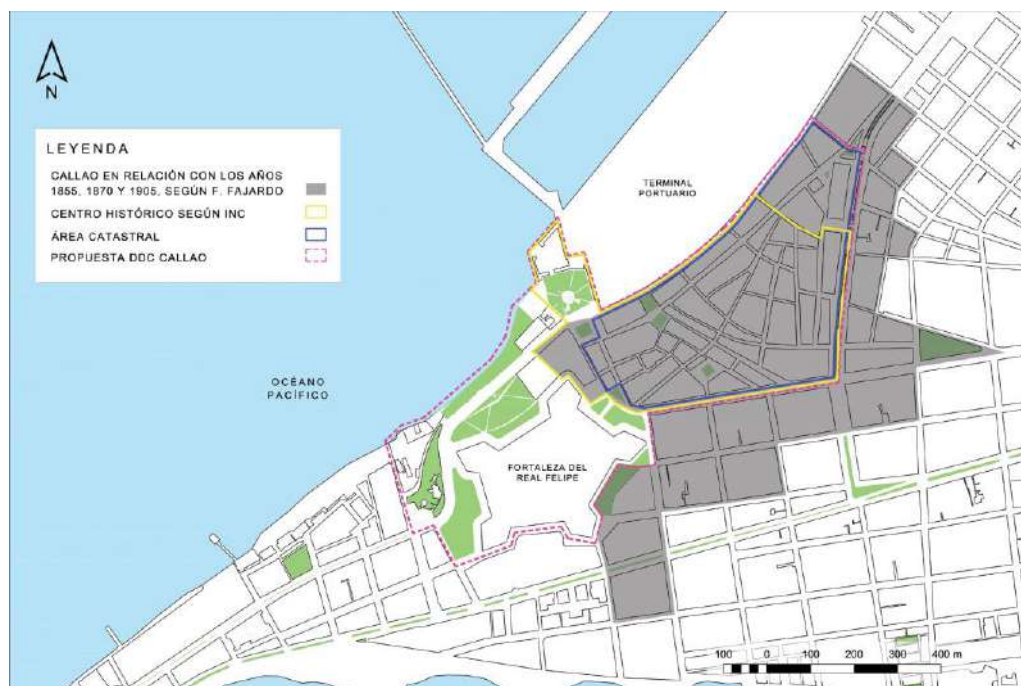 N
LEYENDA
CALLAO EN RELACIÓN CON LOS AÑOS
1855, 1870 Y 1905, SEGÚN F. FAJARDO
CENTRO HISTÓRICO SEGÚN INC
ÁREA CATASTRAL
PROPUESTA DDC CALLAO
TERMINAL
PORTUARIO
OCÉANO
PACÍFICO
FORTALEZA DEL
REAL FELIPE
100 0 100 200 300 400 m